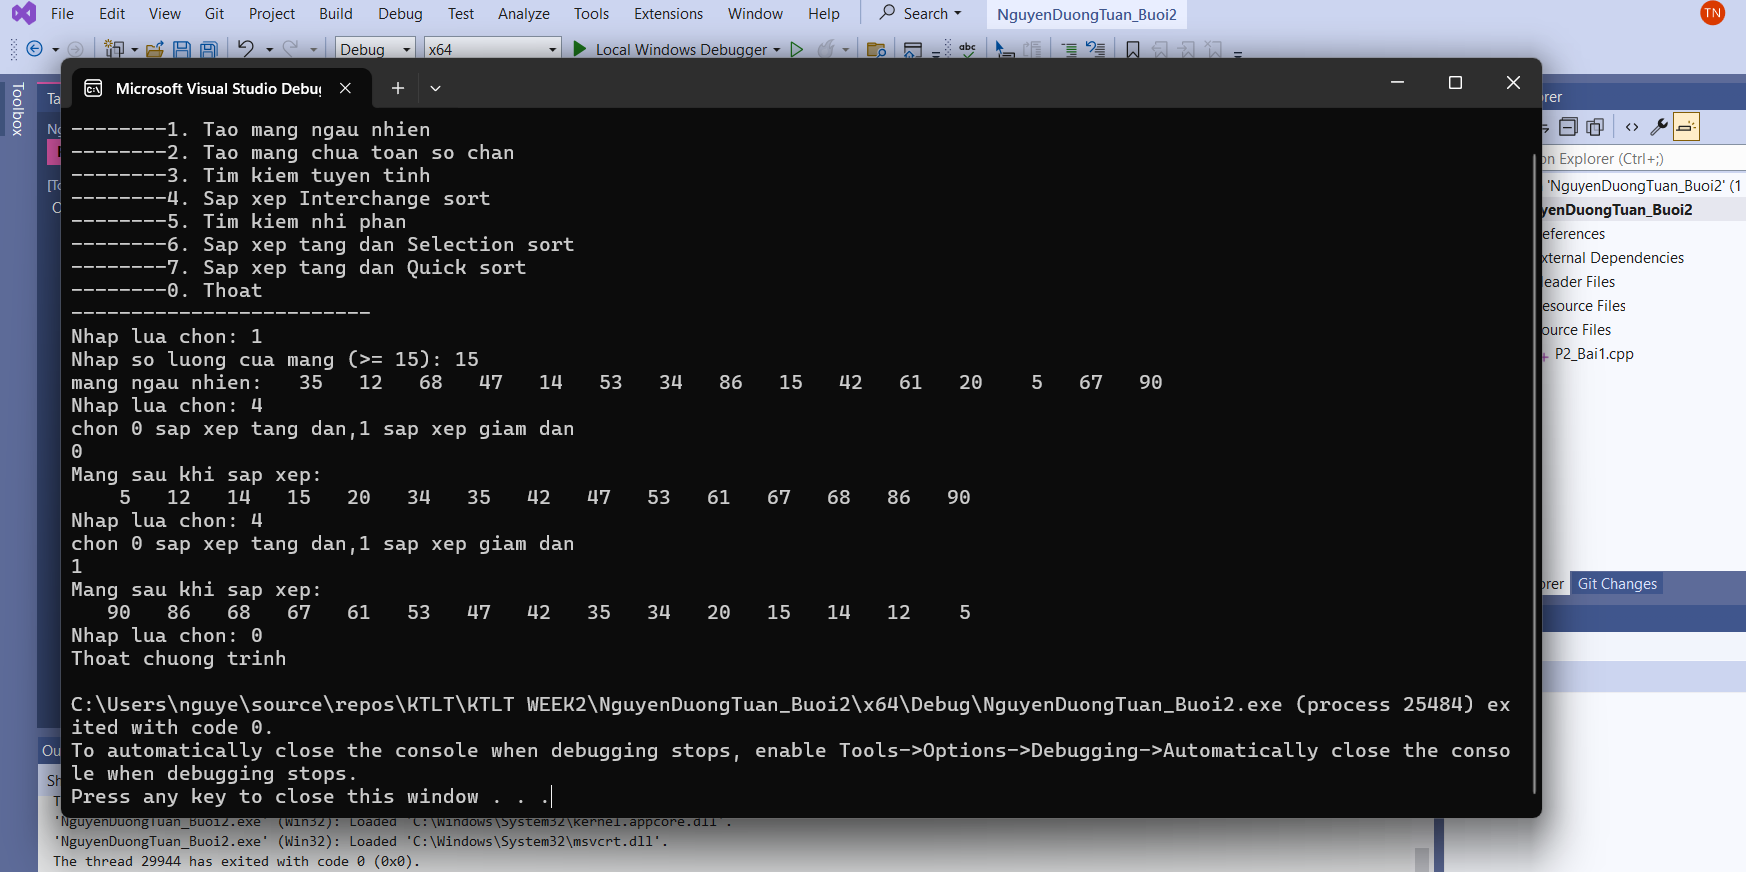 File Edit View Git Project Build Debug Test Analyze Tools Extensions Window Help Search NguyenDuongTuan_Buoi2 TN
Debug x64 Local Windows Debugger abc
Toolbox
Microsoft Visual Studio Debu
--------1. Tao mang ngau nhien
--------2. Tao mang chua toan so chan
--------3. Tim kiem tuyen tinh
--------4. Sap xep Interchange sort
--------5. Tim kiem nhi phan
--------6. Sap xep tang dan Selection sort
--------7. Sap xep tang dan Quick sort
--------0. Thoat
-------------------------
Nhap lua chon: 1
Nhap so luong cua mang (>= 15): 15
mang ngau nhien: 35 12 68 47 14 53 34 86 15 42 61 20 5 67 90
Nhap lua chon: 4
chon 0 sap xep tang dan,1 sap xep giam dan
0
Mang sau khi sap xep:
5 12 14 15 20 34 35 42 47 53 61 67 68 86 90
Nhap lua chon: 4
chon 0 sap xep tang dan,1 sap xep giam dan
1
Mang sau khi sap xep:
90 86 68 67 61 53 47 42 35 34 20 15 14 12 5
Nhap lua chon: 0
Thoat chuong trinh
C:\Users\nguye\source\repos\KTLT\KTLT WEEK2\NguyenDuongTuan_Buoi2\x64\Debug\NguyenDuongTuan_Buoi2.exe (process 25484) ex
ited with code 0.
To automatically close the console when debugging stops, enable Tools->Options->Debugging->Automatically close the conso
le when debugging stops.
Press any key to close this window . . .
rer
on Explorer (Ctrl+;)
'NguyenDuongTuan_Buoi2' (1
yenDuongTuan_Buoi2
eferences
xternal Dependencies
eader Files
esource Files
ource Files
P2_Bai1.cpp
orer Git Changes
Ou
Sh
'NguyenDuongTuan_Buoi2.exe' (Win32): Loaded 'C:\Windows\System32\kernel.appcore.dll'.
'NguyenDuongTuan_Buoi2.exe' (Win32): Loaded 'C:\Windows\System32\msvcrt.dll'.
The thread 29944 has exited with code 0 (0x0).